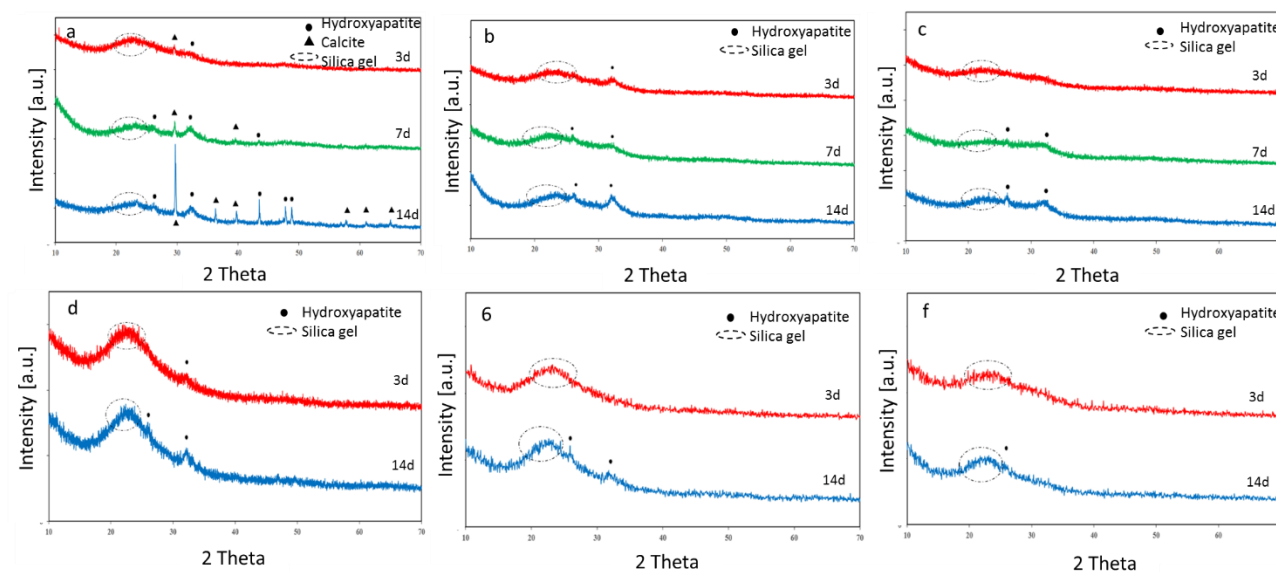 a
Hydroxyapatite
Calcite
Silica gel
3d
7d
14d
Intensity [a.u.]
10 20 30 40 50 60 70
2 Theta
b
Hydroxyapatite
Silica gel
3d
7d
14d
Intensity [a.u.]
10 20 30 40 50 60 70
2 Theta
c
Hydroxyapatite
Silica gel
3d
7d
14d
Intensity [a.u.]
10 20 30 40 50 60
2 Theta
d
Hydroxyapatite
Silica gel
3d
14d
Intensity [a.u.]
10 20 30 40 50 60 70
2 Theta
6
Hydroxyapatite
Silica gel
3d
14d
Intensity [a.u.]
10 20 30 40 50 60 70
2 Theta
f
Hydroxyapatite
Silica gel
3d
14d
Intensity [a.u.]
10 20 30 40 50 60
2 Theta